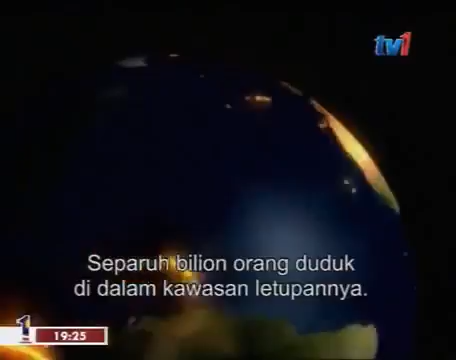 tv1
Separuh bilion orang duduk
di dalam kawasan letupannya.
1 19:25